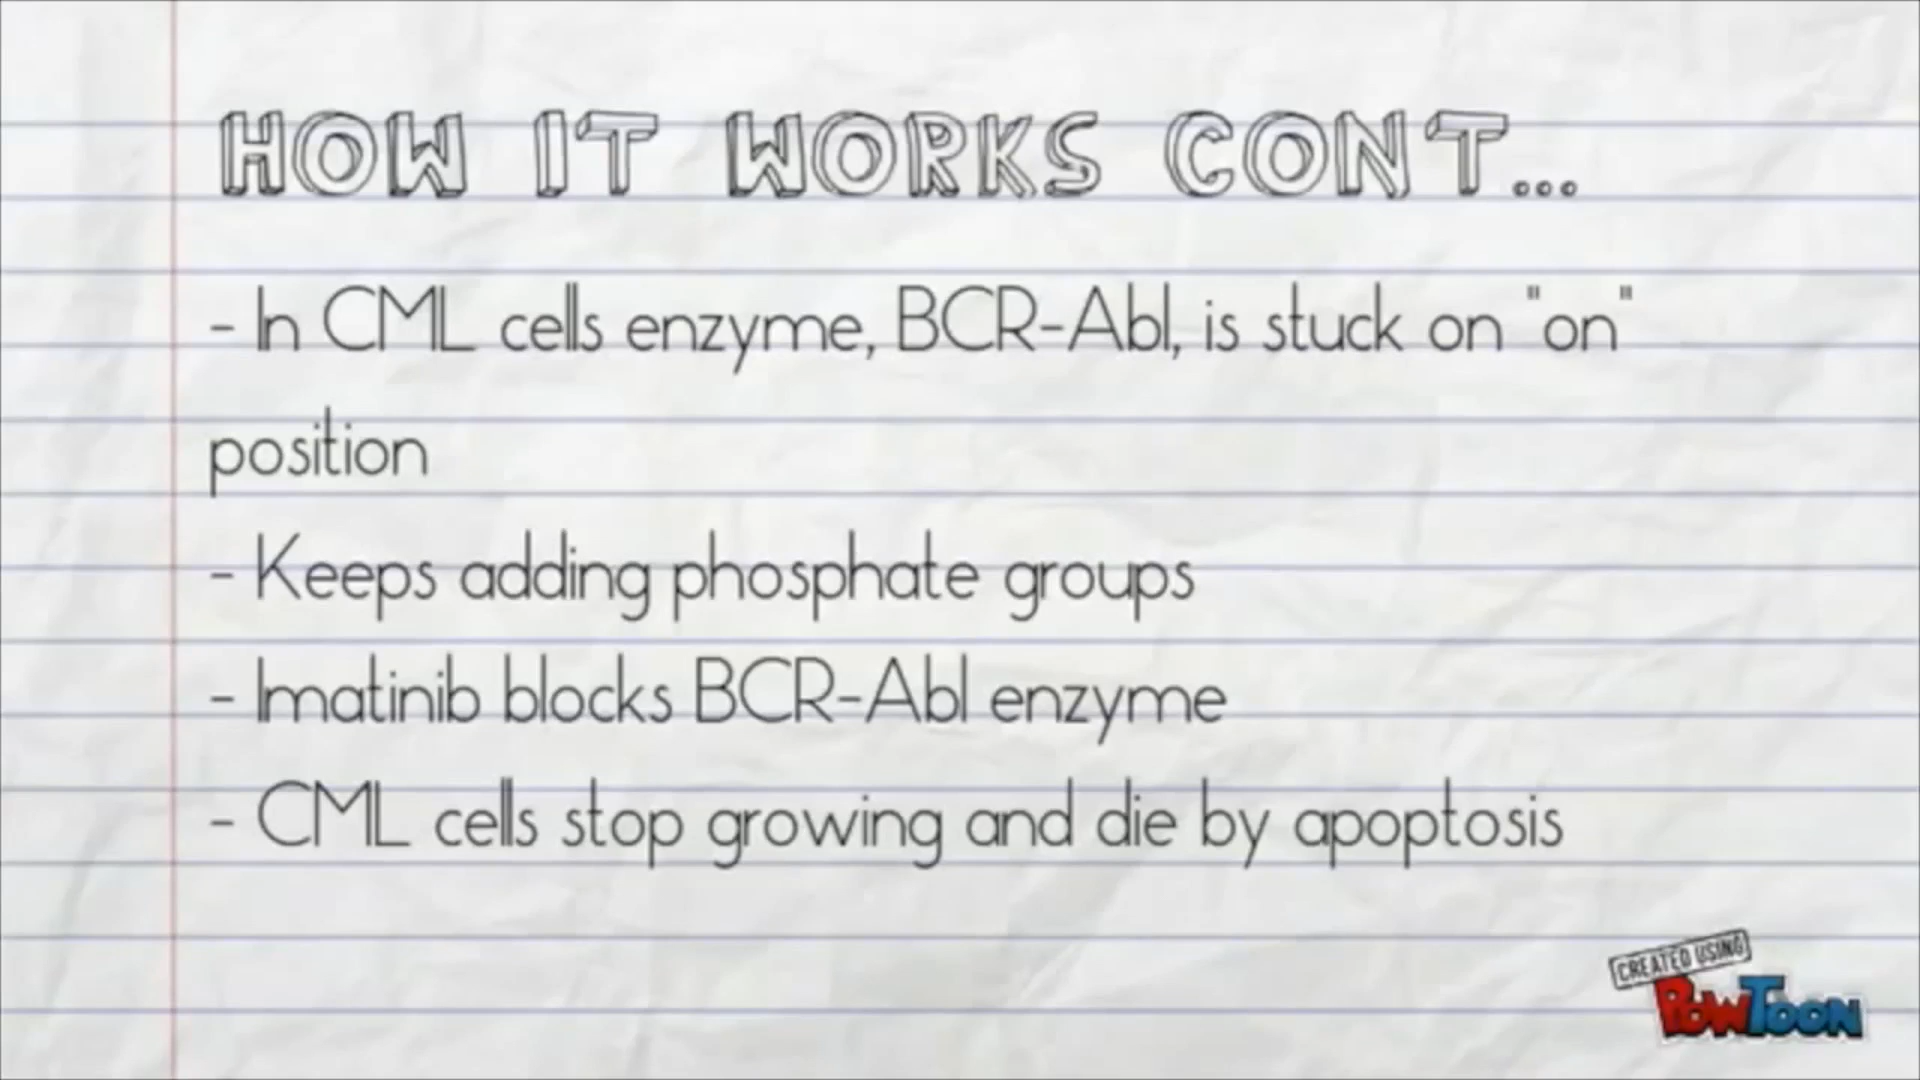 HOW IT WORKS CONT...
- In CML cells enzyme, BCR-Abl, is stuck on "on"
position
- Keeps adding phosphate groups
- Imatinib blocks BCR-Abl enzyme
- CML cells stop growing and die by apoptosis
CREATED USING
POWTOON